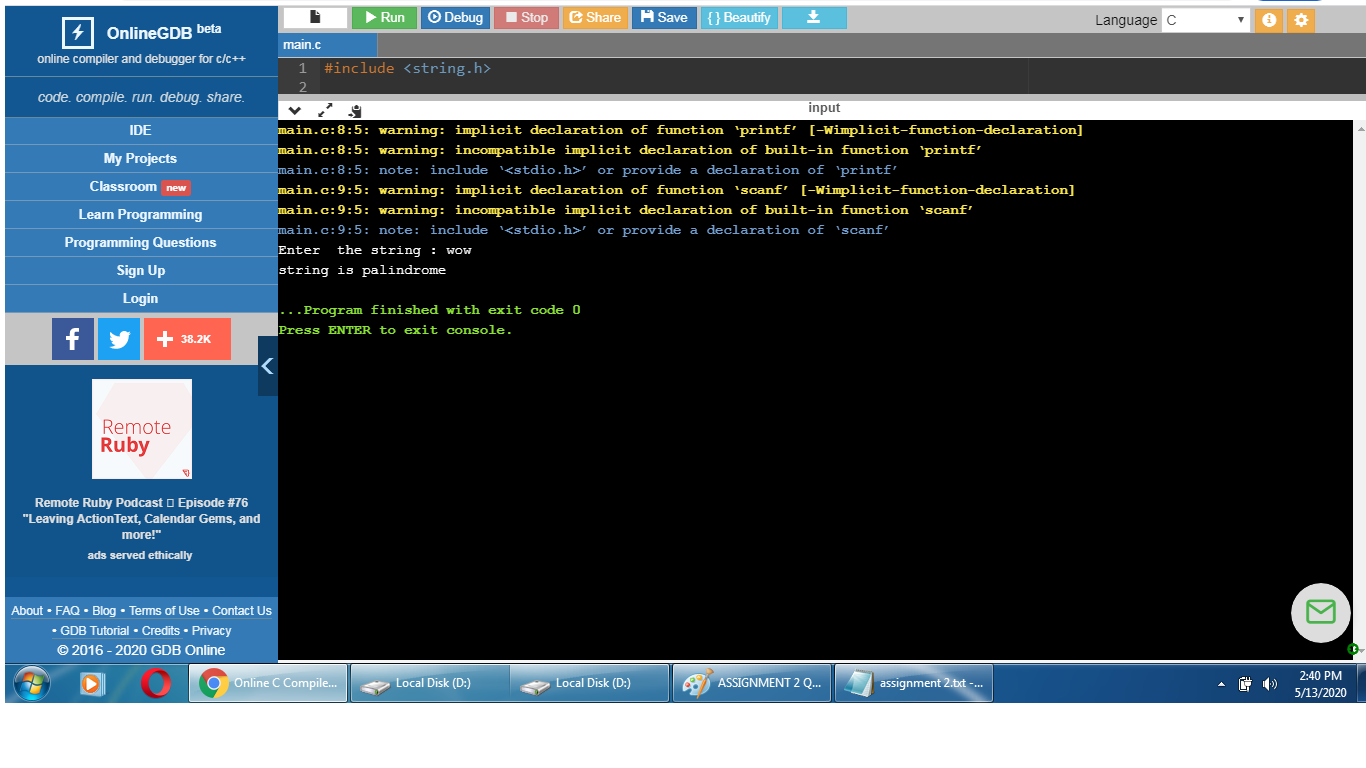 OnlineGDB beta
online compiler and debugger for c/c++
code. compile. run. debug. share.
IDE
My Projects
Classroom new
Learn Programming
Programming Questions
Sign Up
Login
38.2K
Remote
Ruby
Remote Ruby Podcast Episode #76
"Leaving ActionText, Calendar Gems, and
more!"
ads served ethically
About • FAQ • Blog • Terms of Use • Contact Us
• GDB Tutorial • Credits • Privacy
© 2016 - 2020 GDB Online
Run Debug Stop Share Save { } Beautify
Language C
main.c
1 #include <string.h>
2
input
main.c:8:5: warning: implicit declaration of function ‘printf’ [-Wimplicit-function-declaration]
main.c:8:5: warning: incompatible implicit declaration of built-in function ‘printf’
main.c:8:5: note: include ‘<stdio.h>’ or provide a declaration of ‘printf’
main.c:9:5: warning: implicit declaration of function ‘scanf’ [-Wimplicit-function-declaration]
main.c:9:5: warning: incompatible implicit declaration of built-in function ‘scanf’
main.c:9:5: note: include ‘<stdio.h>’ or provide a declaration of ‘scanf’
Enter  the string : wow
string is palindrome
...Program finished with exit code 0
Press ENTER to exit console.
Online C Compile...
Local Disk (D:)
Local Disk (D:)
ASSIGNMENT 2 Q...
assignment 2.txt -...
2:40 PM
5/13/2020